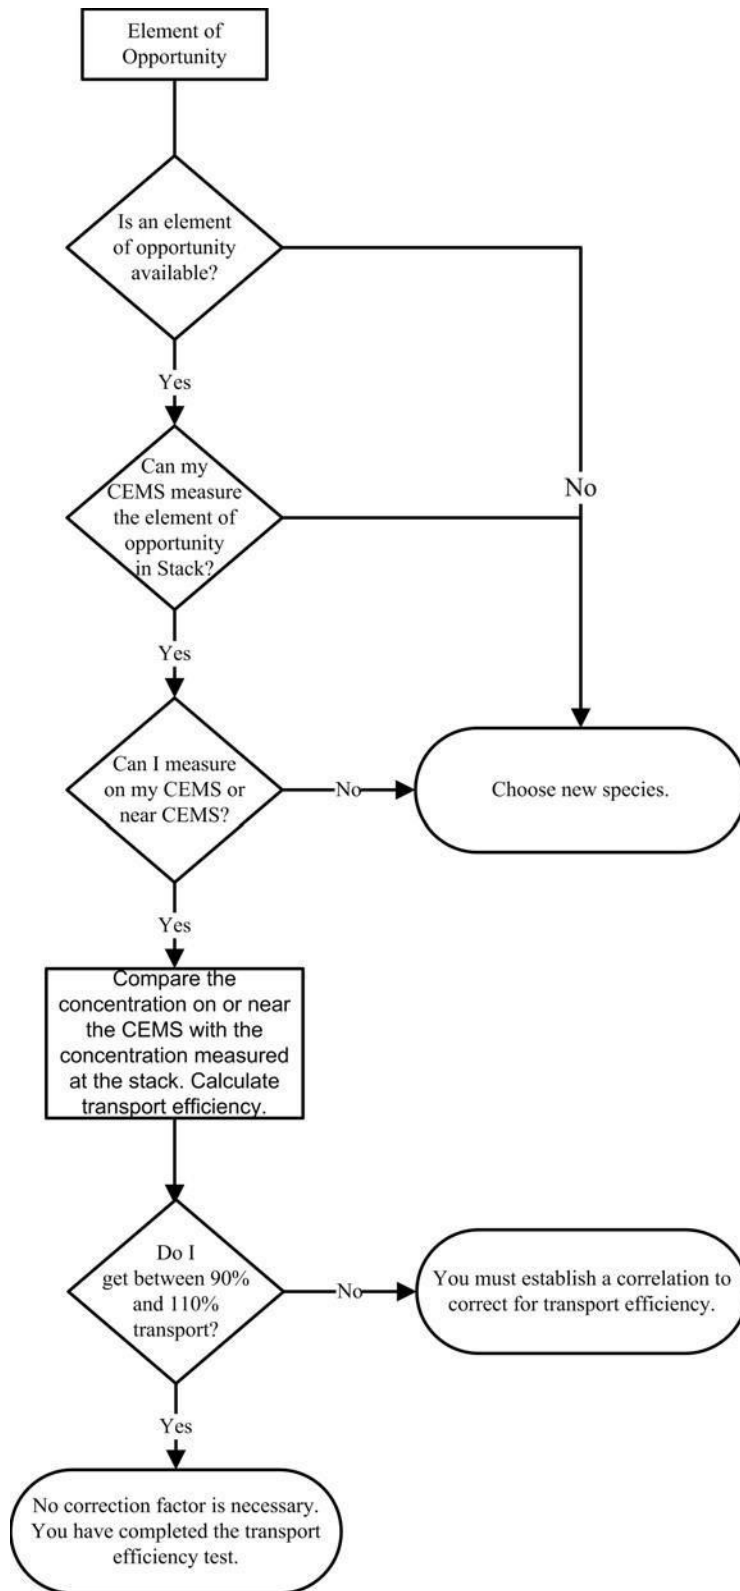 Element of
Opportunity
Is an element
of opportunity
available?
Yes
Can my
CEMS measure
the element of
opportunity
in Stack?
No
Yes
Can I measure
on my CEMS or
near CEMS?
No
Choose new species.
Yes
Compare the
concentration on or near
the CEMS with the
concentration measured
at the stack. Calculate
transport efficiency.
Do I
get between 90%
and 110%
transport?
No
You must establish a correlation to
correct for transport efficiency.
Yes
No correction factor is necessary.
You have completed the transport
efficiency test.